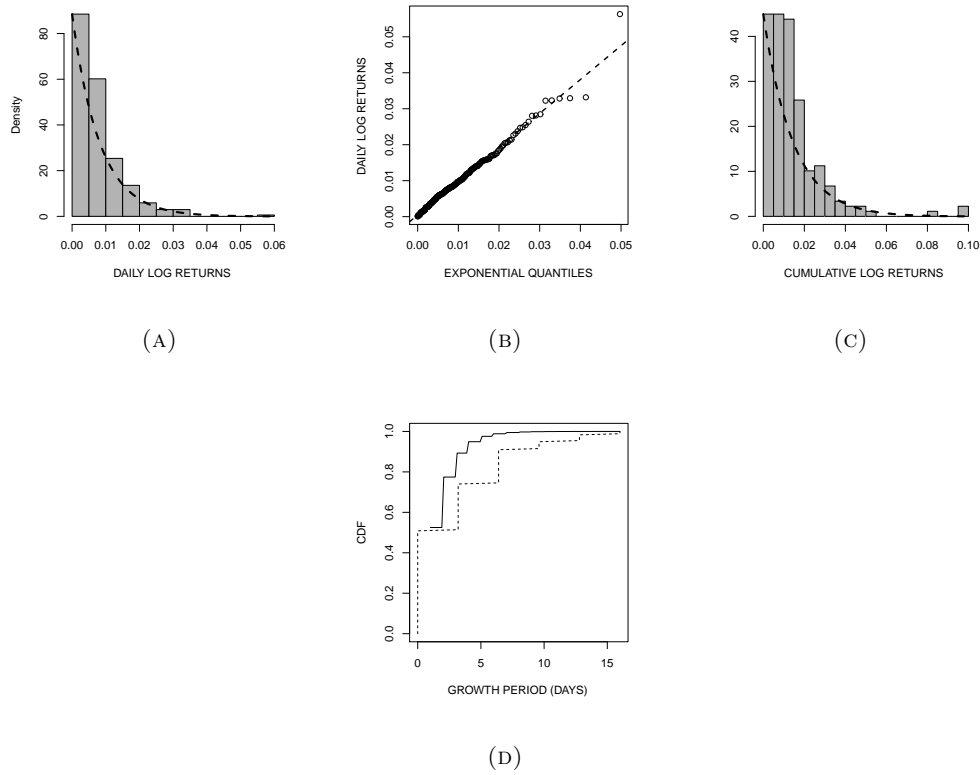 Density
0 20 40 60 80
0.00 0.01 0.02 0.03 0.04 0.05 0.06
DAILY LOG RETURNS
(A)
DAILY LOG RETURNS
0.00 0.01 0.02 0.03 0.04 0.05
0.00 0.01 0.02 0.03 0.04 0.05
EXPONENTIAL QUANTILES
(B)
0 10 20 30 40
0.00 0.02 0.04 0.06 0.08 0.10
CUMULATIVE LOG RETURNS
(C)
CDF
0.0 0.2 0.4 0.6 0.8 1.0
0 5 10 15
GROWTH PERIOD (DAYS)
(D)